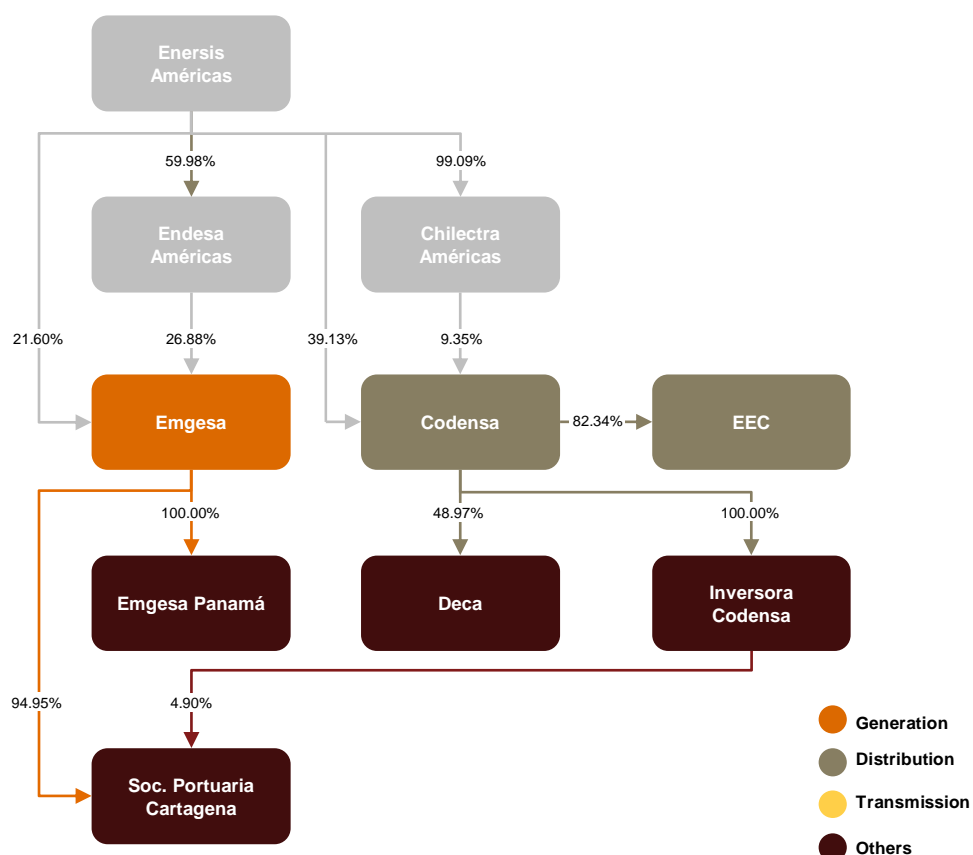 Enersis
Américas
59.98%
99.09%
Endesa
Américas
Chilectra
Américas
21.60%
26.88%
39.13%
9.35%
Emgesa
Codensa
82.34%
EEC
100.00%
48.97%
100.00%
Emgesa Panamá
Deca
Inversora
Codensa
94.95%
4.90%
Soc. Portuaria
Cartagena
Generation
Distribution
Transmission
Others